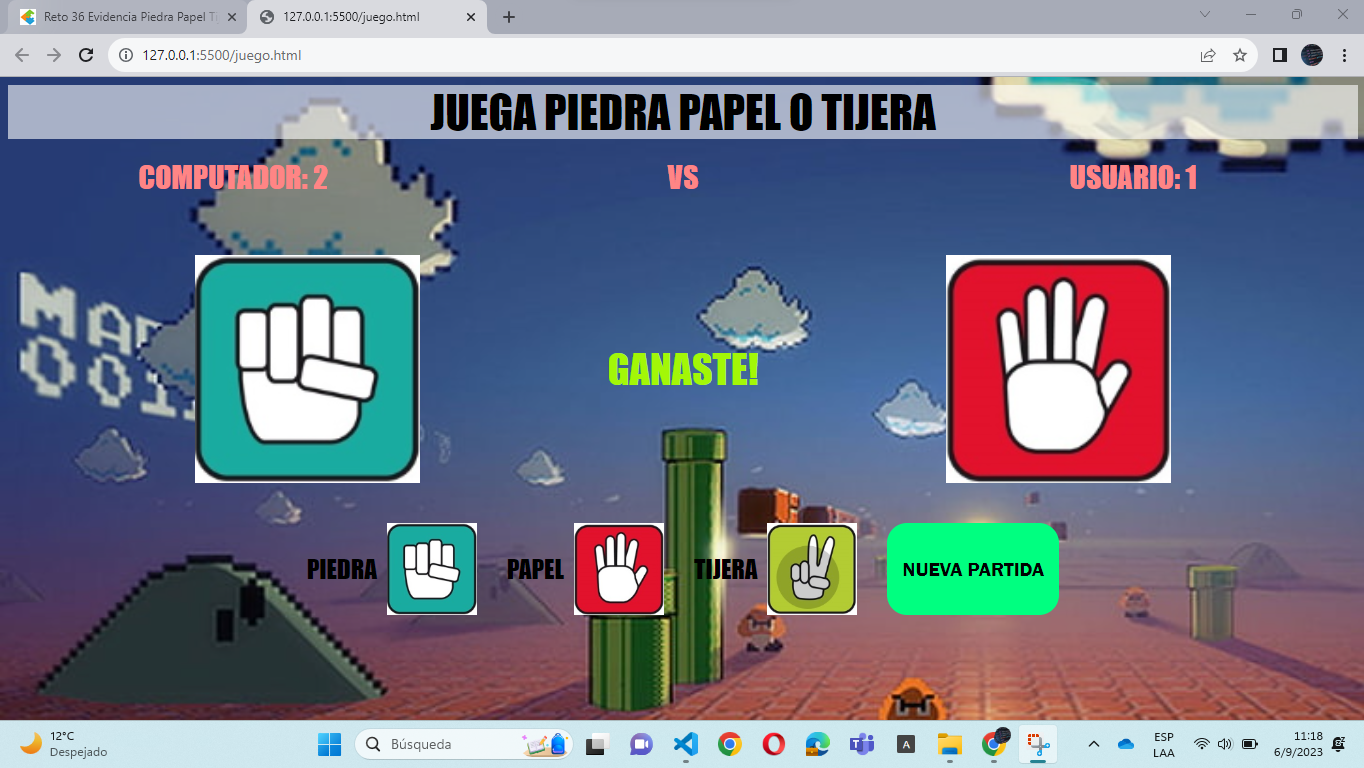 Reto 36 Evidencia Piedra Papel Ti
127.0.0.1:5500/juego.html
127.0.0.1:5500/juego.html
JUEGA PIEDRA PAPEL O TIJERA
COMPUTADOR: 2
VS
USUARIO: 1
GANASTE!
PIEDRA
PAPEL
TIJERA
NUEVA PARTIDA
12°C
Despejado
Búsqueda
A
ESP
LAA
11:18
6/9/2023